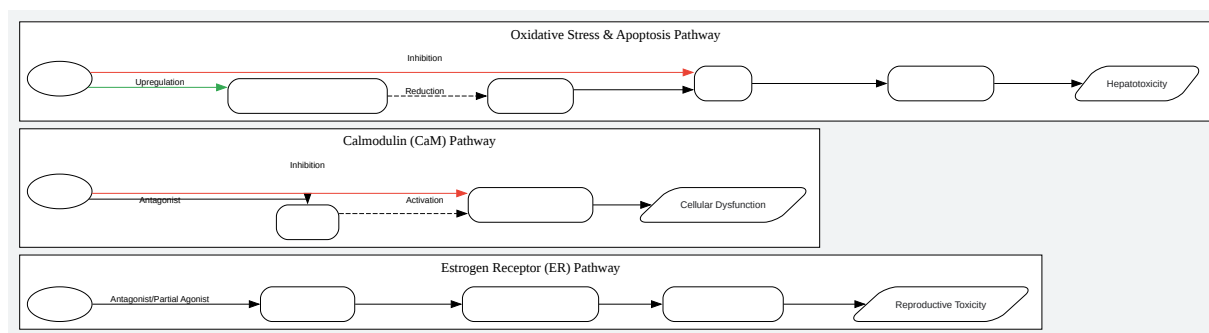 Oxidative Stress & Apoptosis Pathway
Inhibition
Upregulation
Reduction
Hepatotoxicity
Calmodulin (CaM) Pathway
Inhibition
Antagonist
Activation
Cellular Dysfunction
Estrogen Receptor (ER) Pathway
Antagonist/Partial Agonist
Reproductive Toxicity